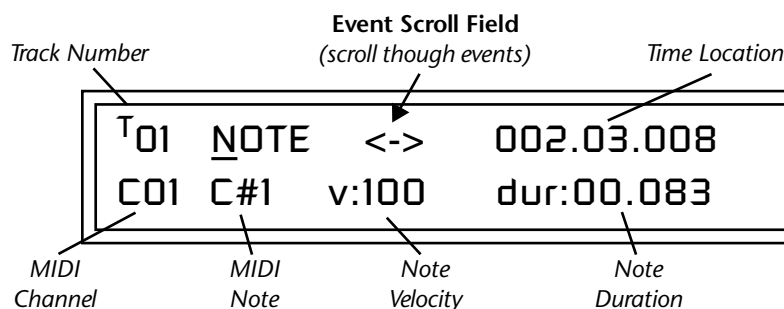 Event Scroll Field
Track Number (scroll though events) Time Location
T01 NOTE <-> 002.03.008
C01 C#1 v:100 dur:00.083
MIDI MIDI Note Note
Channel Note Velocity Duration